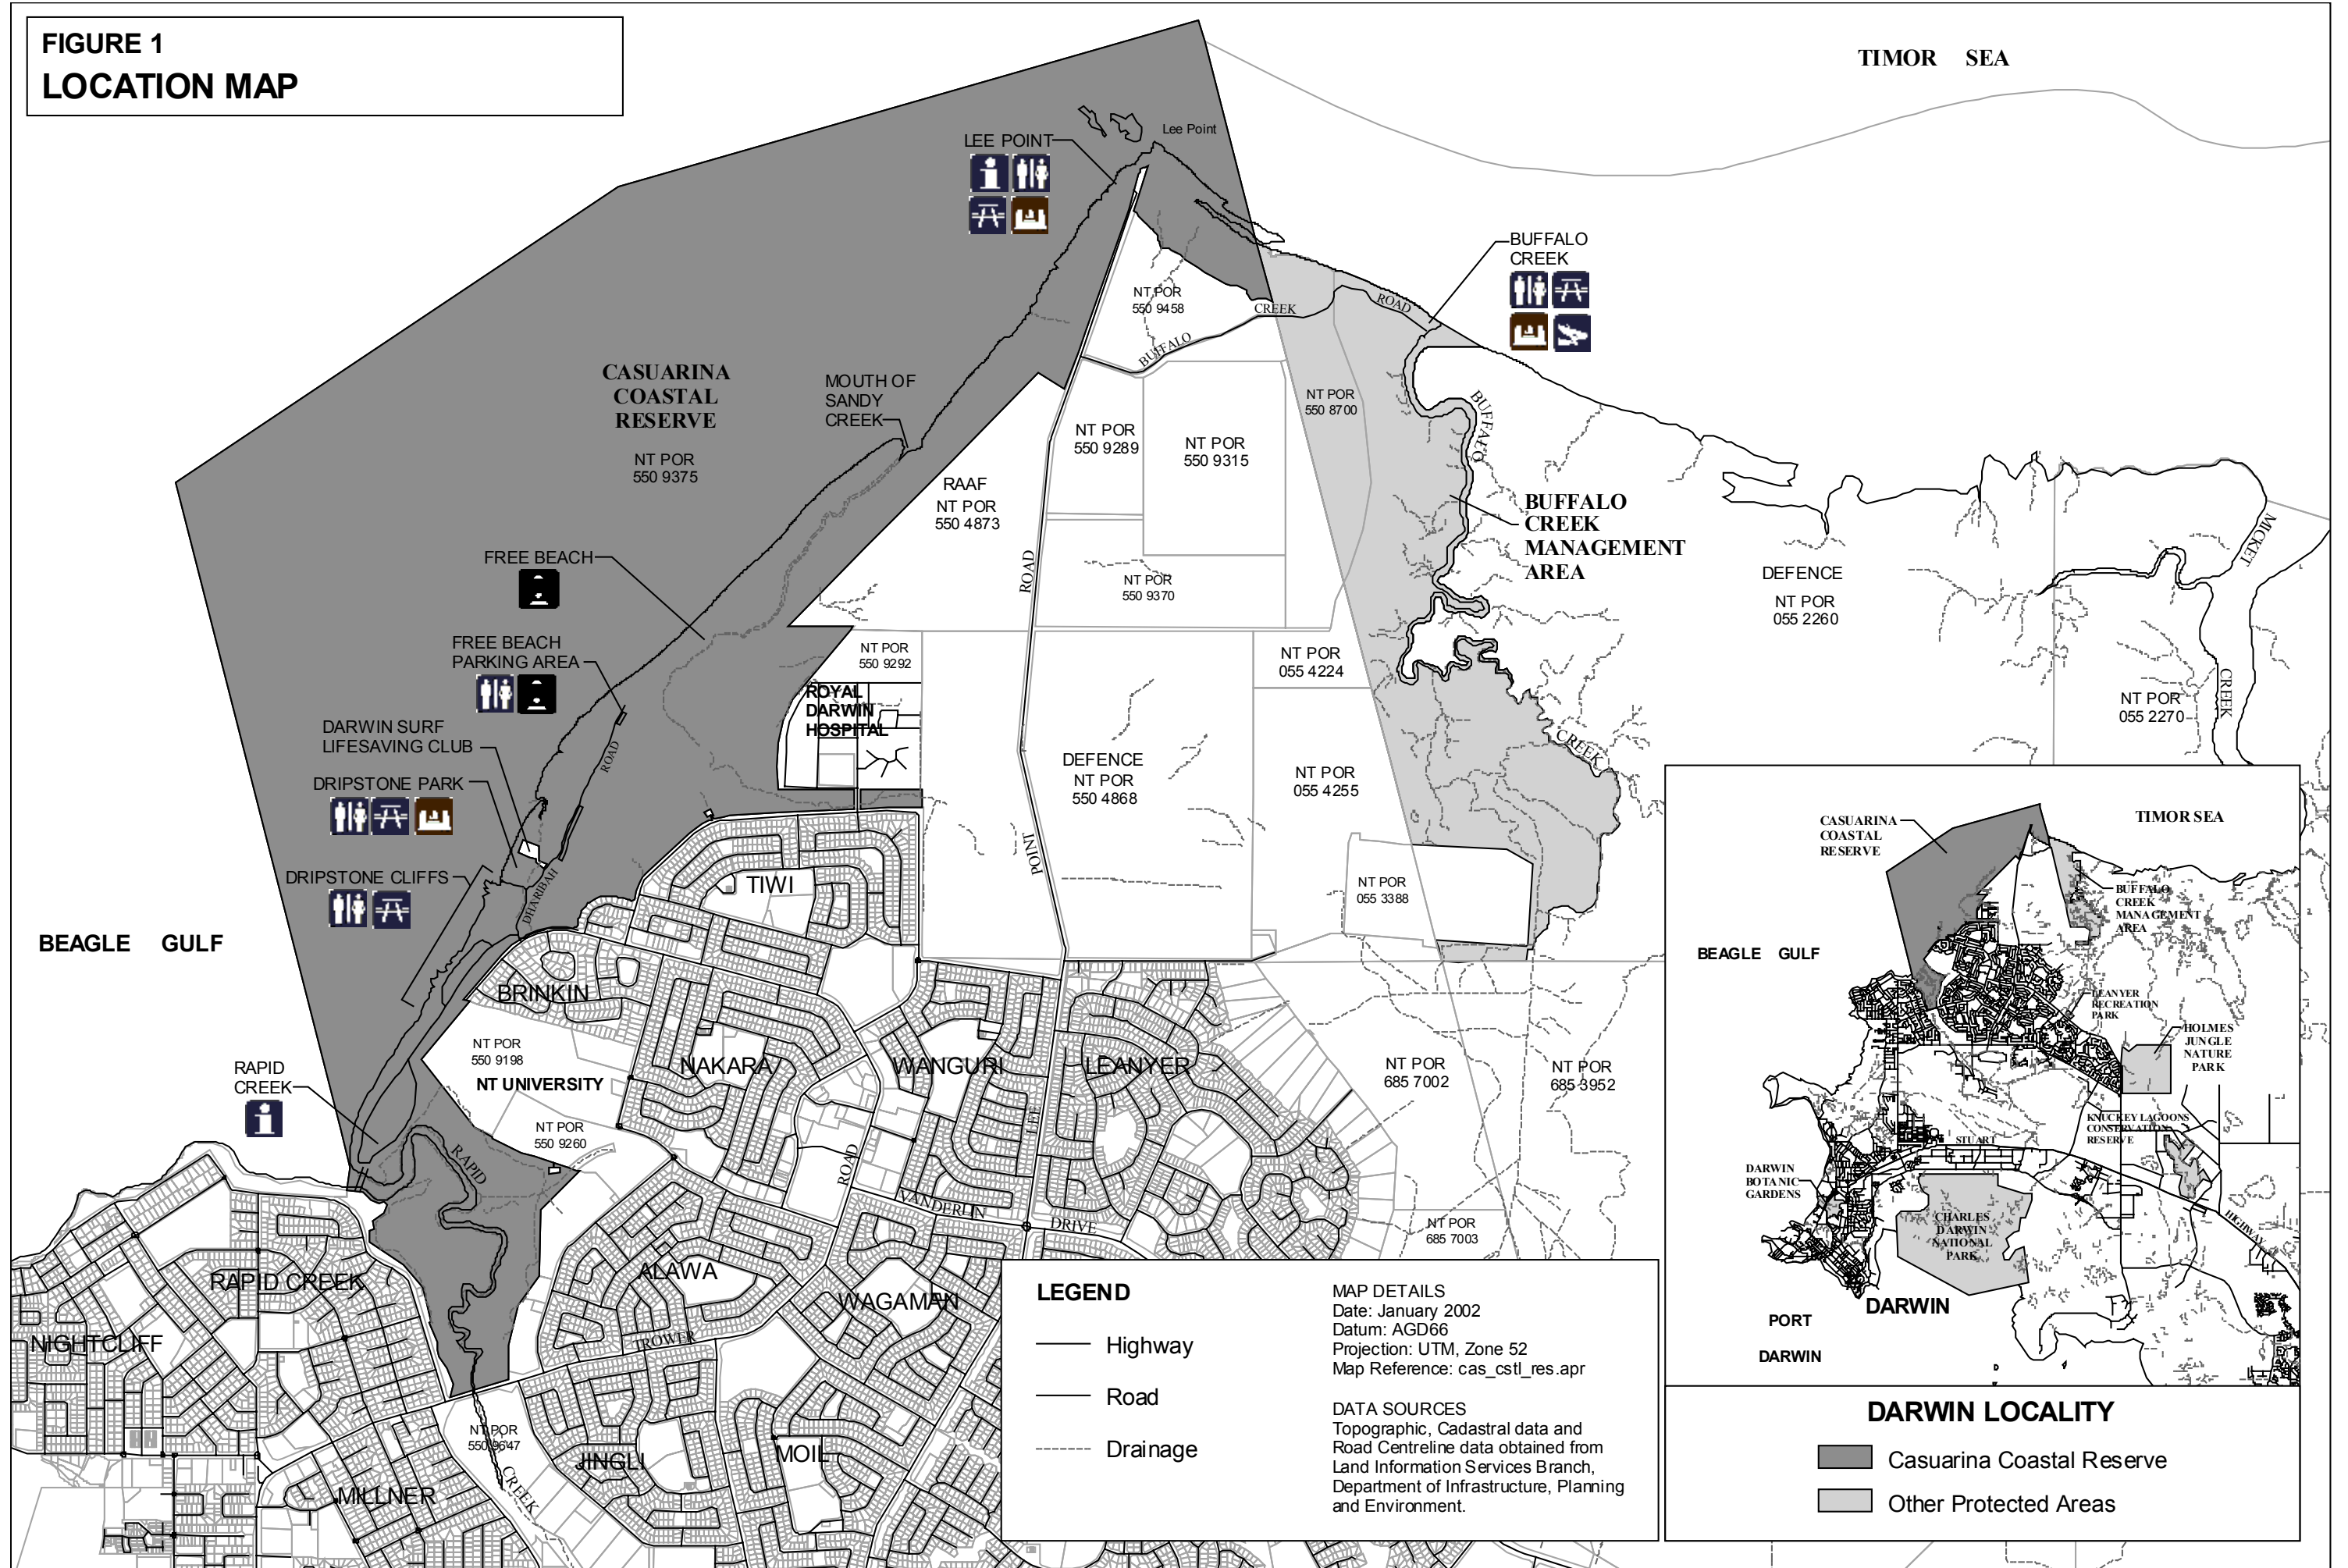 FIGURE 1
LOCATION MAP
TIMOR SEA
Lee Point
LEE POINT
BUFFALO
CREEK
NT POR
550 9458
CREEK
ROAD
BUFFALO
CASUARINA
COASTAL
RESERVE
NT POR
550 9375
MOUTH OF
SANDY
CREEK
NT POR
550 8700
BUFFALO
NT POR
550 9289
NT POR
550 9315
RAAF
NT POR
550 4873
BUFFALO
CREEK
MANAGEMENT
AREA
MICKET
FREE BEACH
ROAD
NT POR
550 9370
DEFENCE
NT POR
055 2260
FREE BEACH
PARKING AREA
NT POR
550 9292
NT POR
055 4224
CREEK
NT POR
055 2270
ROYAL
DARWIN
HOSPITAL
DARWIN SURF
LIFESAVING CLUB
ROAD
CREEK
DRIPSTONE PARK
DEFENCE
NT POR
550 4868
NT POR
055 4255
POINT
DRIPSTONE CLIFFS
DHARIBAH
TIWI
NT POR
055 3388
BEAGLE GULF
BRINKIN
NT POR
550 9198
NT UNIVERSITY
NAKARA
WANGURI
LEANYER
NT POR
685 7002
NT POR
685 3952
RAPID
CREEK
LEE
NT POR
550 9260
RAPID
ROAD
VANDERLIN
DRIVE
NT POR
685 7003
RAPID CREEK
ALAWA
WAGAMAN
NIGHTCLIFF
TROWER
NT POR
550 9647
CREEK
JINGLI
MOIL
MILLNER
LEGEND
Highway
Road
Drainage
MAP DETAILS
Date: January 2002
Datum: AGD66
Projection: UTM, Zone 52
Map Reference: cas_cstl_res.apr
DATA SOURCES
Topographic, Cadastral data and
Road Centreline data obtained from
Land Information Services Branch,
Department of Infrastructure, Planning
and Environment.
CASUARINA
COASTAL
RESERVE
TIMOR SEA
BUFFALO
CREEK
MANAGEMENT
AREA
BEAGLE GULF
LEANYER
RECREATION
PARK
HOLMES
JUNGLE
NATURE
PARK
KNUCKEY LAGOONS
CONSERVATION
RESERVE
STUART
DARWIN
BOTANIC
GARDENS
CHARLES
DARWIN
NATIONAL
PARK
HIGHWAY
DARWIN
PORT
DARWIN
DARWIN LOCALITY
Casuarina Coastal Reserve
Other Protected Areas